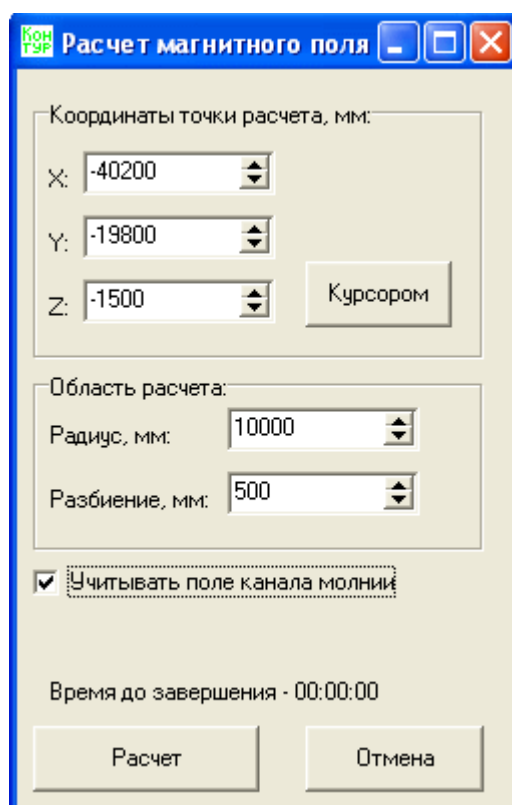 КОН
ТУР
Расчет магнитного поля
Координаты точки расчета, мм:
X: -40200
Y: -19800
Z: -1500
Курсором
Область расчета:
Радиус, мм: 10000
Разбиение, мм: 500
Учитывать поле канала молнии
Время до завершения - 00:00:00
Расчет Отмена